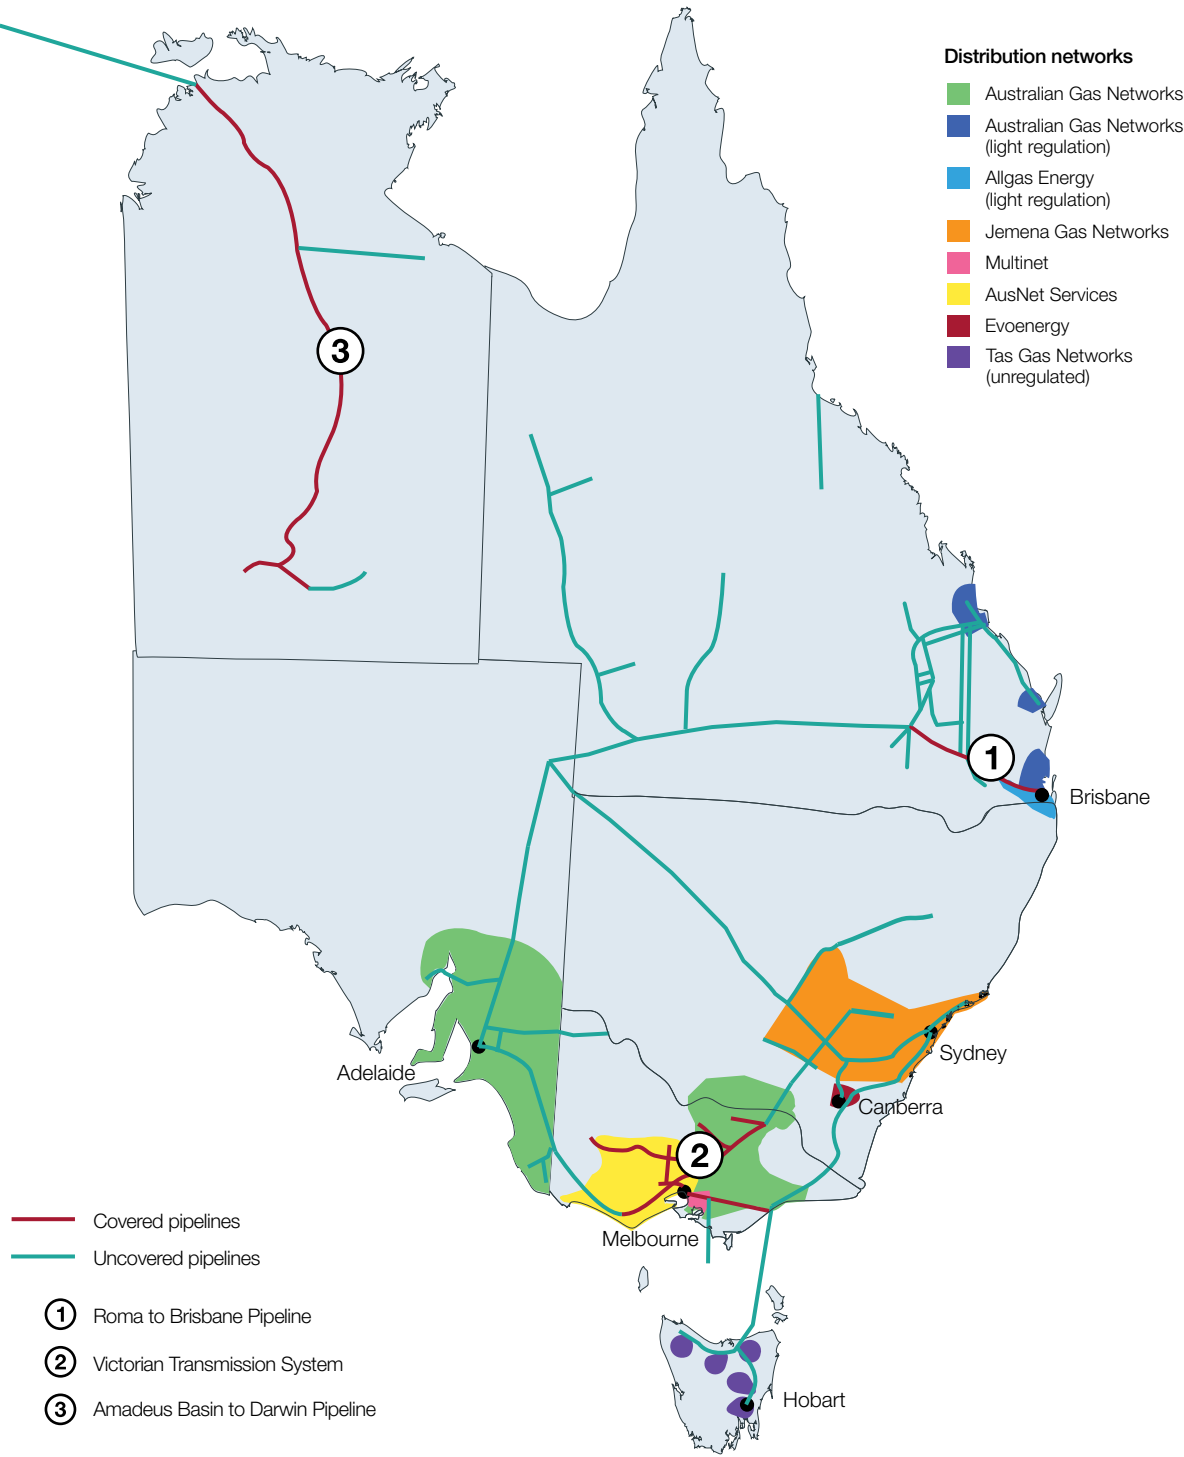 Distribution networks
Australian Gas Networks
Australian Gas Networks
(light regulation)
Allgas Energy
(light regulation)
Jemena Gas Networks
Multinet
AusNet Services
Evoenergy
Tas Gas Networks
(unregulated)
3
1
Brisbane
Sydney
Adelaide
Canberra
2
Melbourne
Hobart
Covered pipelines
Uncovered pipelines
1 Roma to Brisbane Pipeline
2 Victorian Transmission System
3 Amadeus Basin to Darwin Pipeline